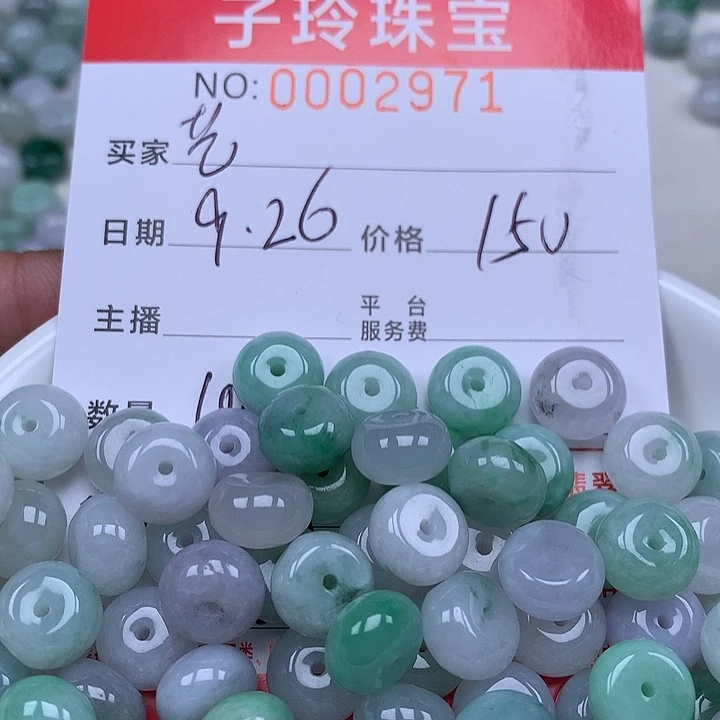 子玲珠宝
NO: 0002971
买家 艺
日期 9.26 价格 150
主播 平台服务费
数量